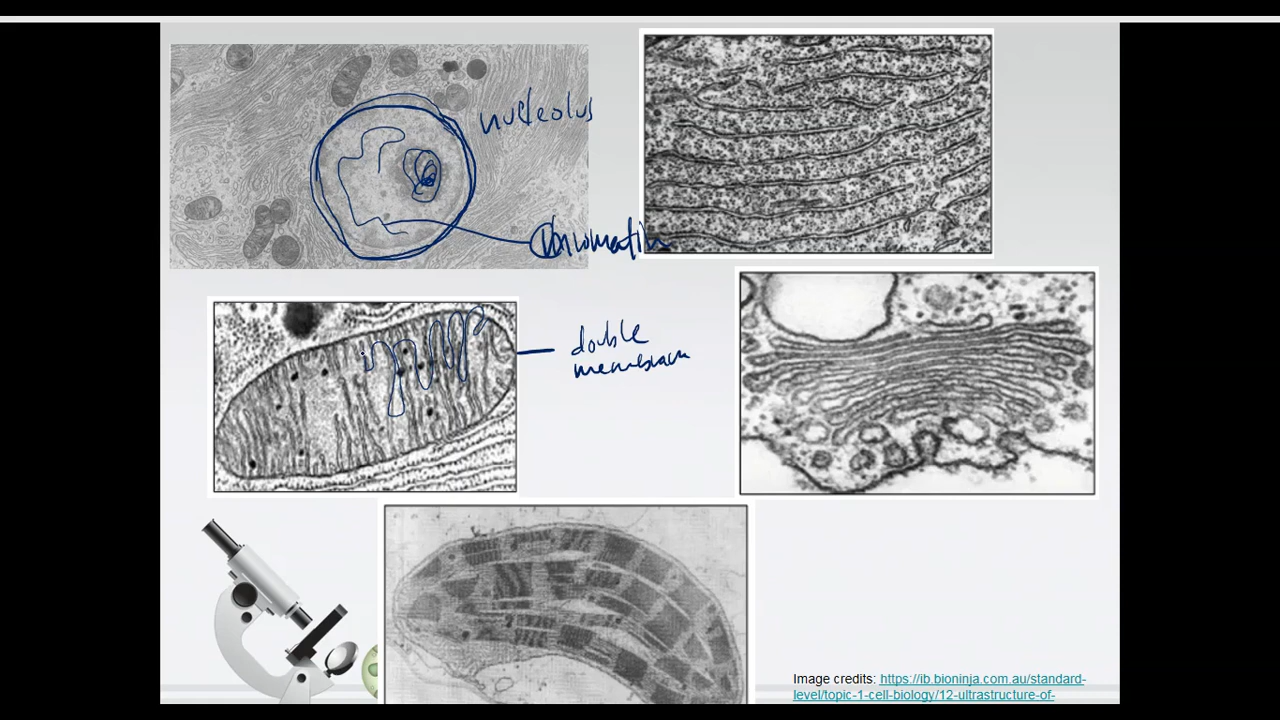 nucleolus
Chromatin
double
membrane
Image credits: https://ib.bioninja.com.au/standard-
level/topic-1-cell-biology/12-ultrastructure-of-